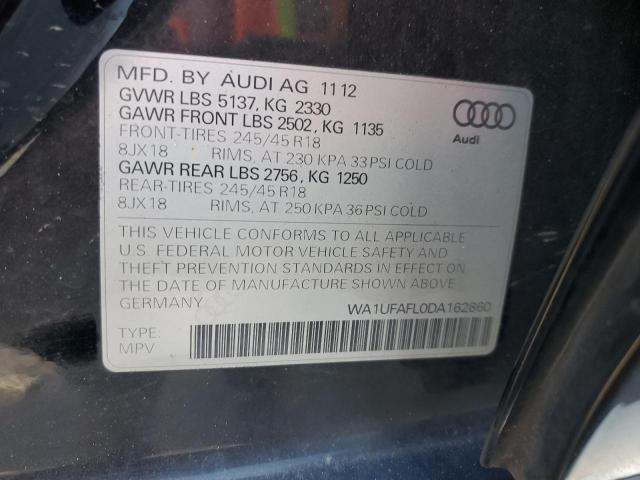 MFD. BY AUDI AG 11 12
GVWR LBS 5137, KG 2330
GAWR FRONT LBS 2502, KG 1135
FRONT-TIRES 245/45 R18
8JX18 RIMS, AT 230 KPA 33 PSI COLD
GAWR REAR LBS 2756, KG 1250
REAR-TIRES 245/45 R18
8JX18 RIMS, AT 250 KPA 36 PSI COLD
Audi
THIS VEHICLE CONFORMS TO ALL APPLICABLE
U.S. FEDERAL MOTOR VEHICLE SAFETY AND
THEFT PREVENTION STANDARDS IN EFFECT ON
THE DATE OF MANUFACTURE SHOWN ABOVE.
GERMANY
WA1UFAFL0DA162860
TYPE:
MPV